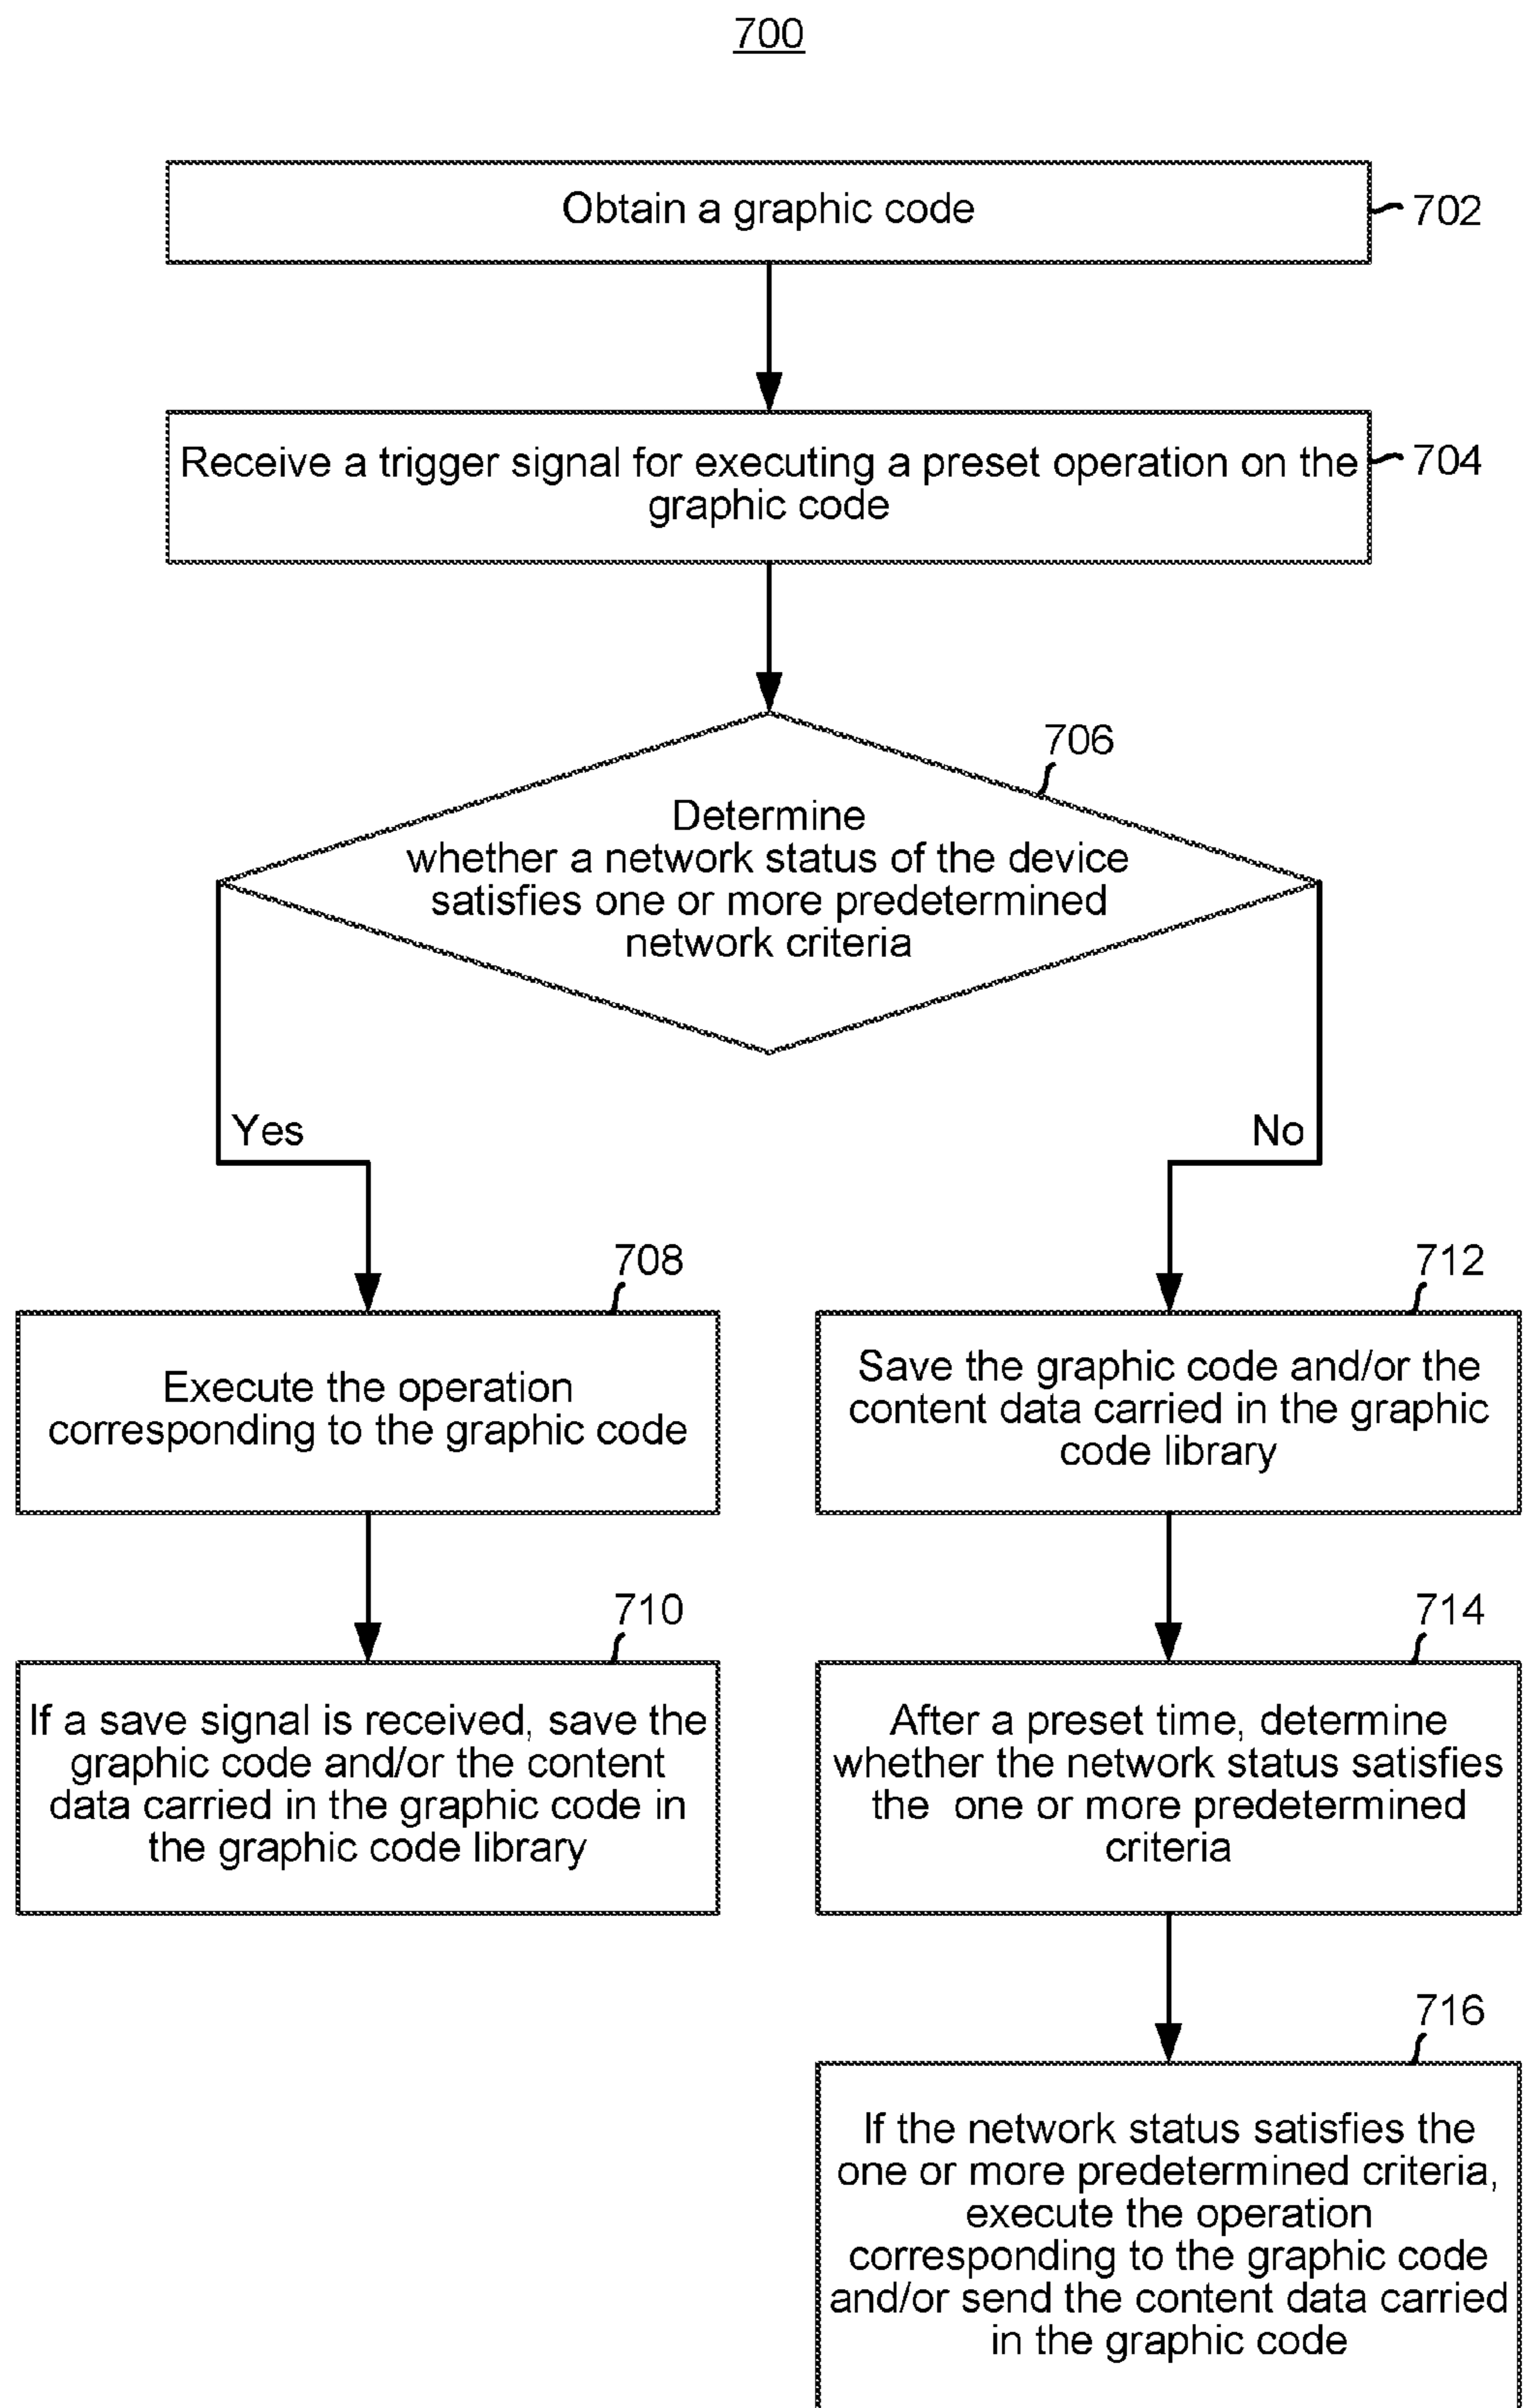 700
Obtain a graphic code
702
Receive a trigger signal for executing a preset operation on the
graphic code
704
706
Determine
whether a network status of the device
satisfies one or more predetermined
network criteria
Yes
No
708
Execute the operation
corresponding to the graphic code
712
Save the graphic code and/or the
content data carried in the graphic
code library
710
If a save signal is received, save the
graphic code and/or the content
data carried in the graphic code in
the graphic code library
714
After a preset time, determine
whether the network status satisfies
the one or more predetermined
criteria
716
If the network status satisfies the
one or more predetermined criteria,
execute the operation
corresponding to the graphic code
and/or send the content data carried
in the graphic code